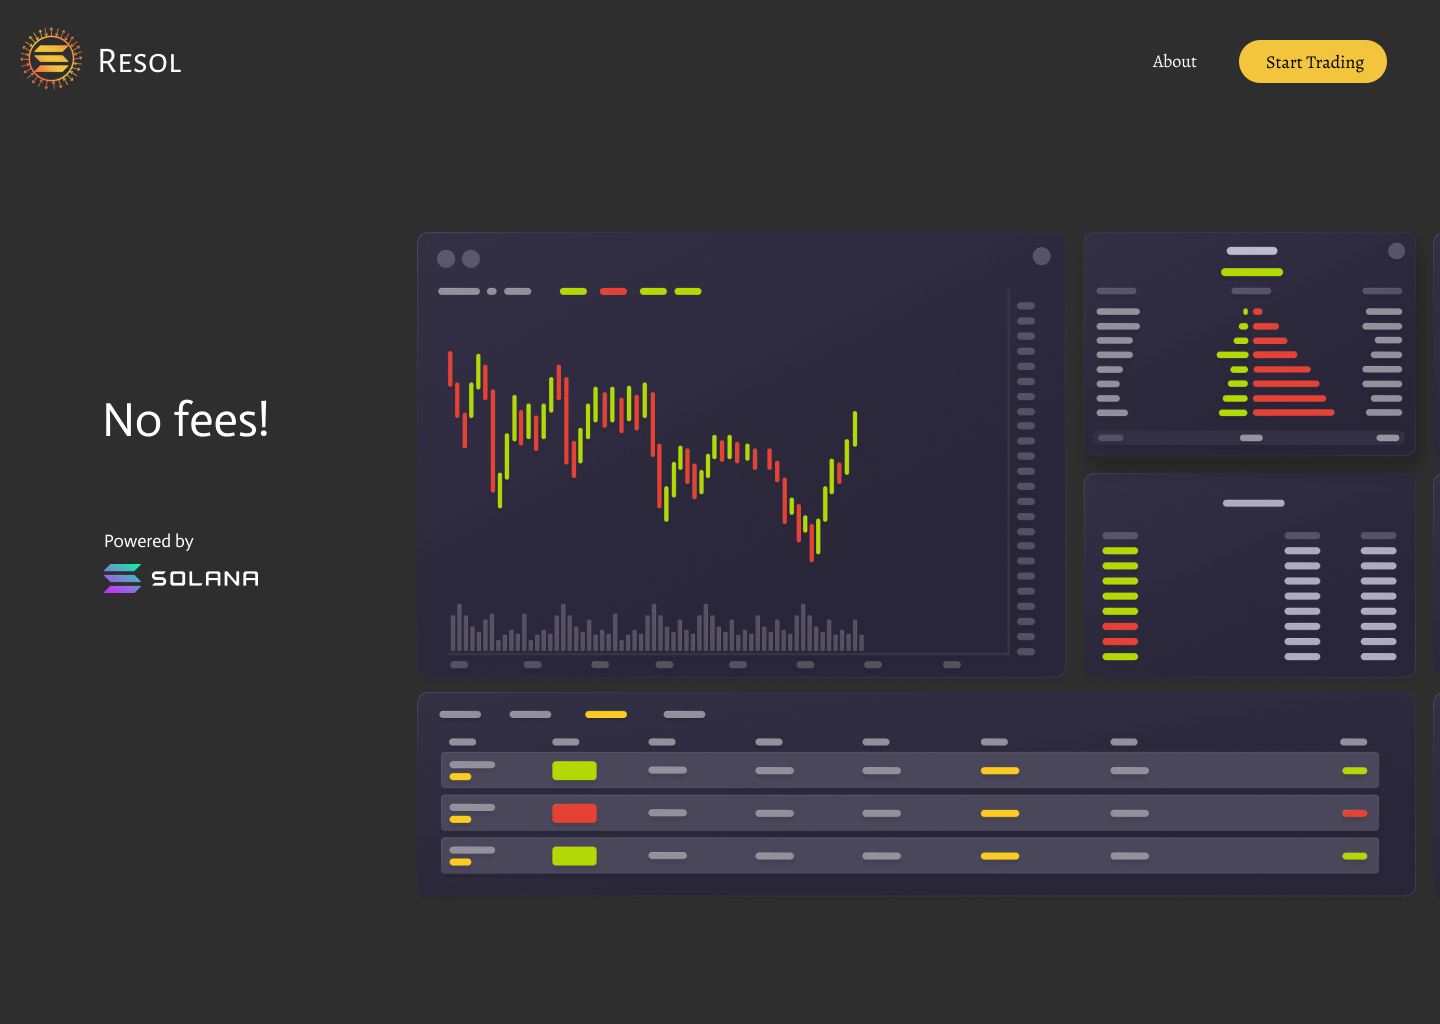 Resol
About
Start Trading
No fees!
Powered by
SOLANA